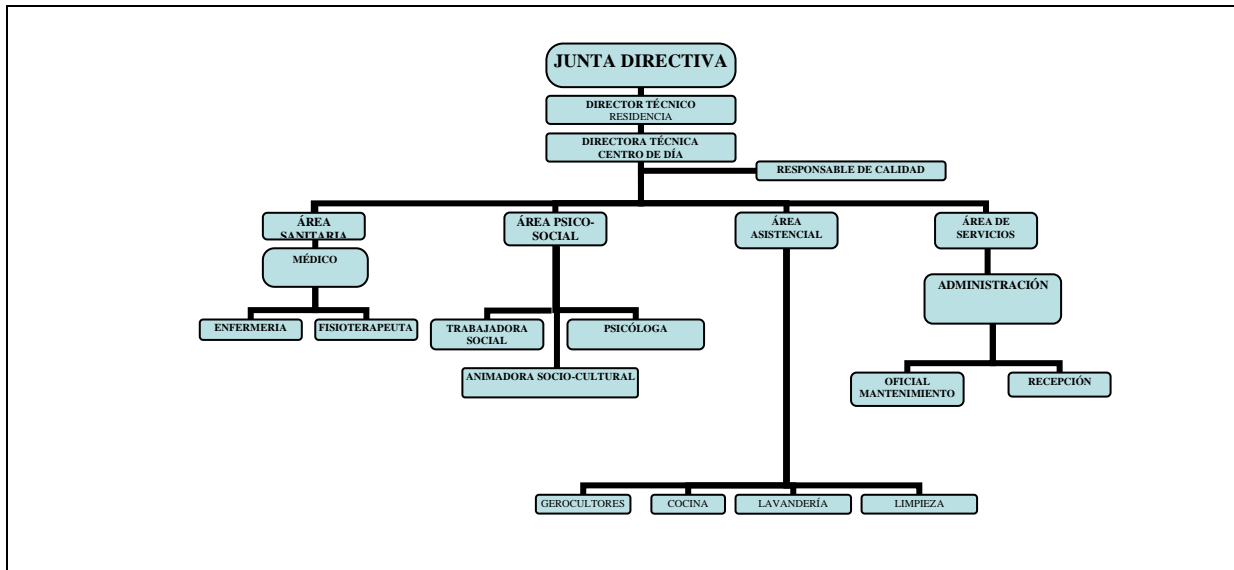 JUNTA DIRECTIVA
DIRECTOR TÉCNICO
RESIDENCIA
DIRECTORA TÉCNICA
CENTRO DE DÍA
RESPONSABLE DE CALIDAD
ÁREA
SANITARIA
ÁREA PSICO-
SOCIAL
ÁREA
ASISTENCIAL
ÁREA DE
SERVICIOS
MÉDICO
ADMINISTRACIÓN
ENFERMERIA
FISIOTERAPEUTA
TRABAJADORA
SOCIAL
PSICÓLOGA
ANIMADORA SOCIO-CULTURAL
OFICIAL
MANTENIMIENTO
RECEPCIÓN
GEROCULTORES
COCINA
LAVANDERÍA
LIMPIEZA